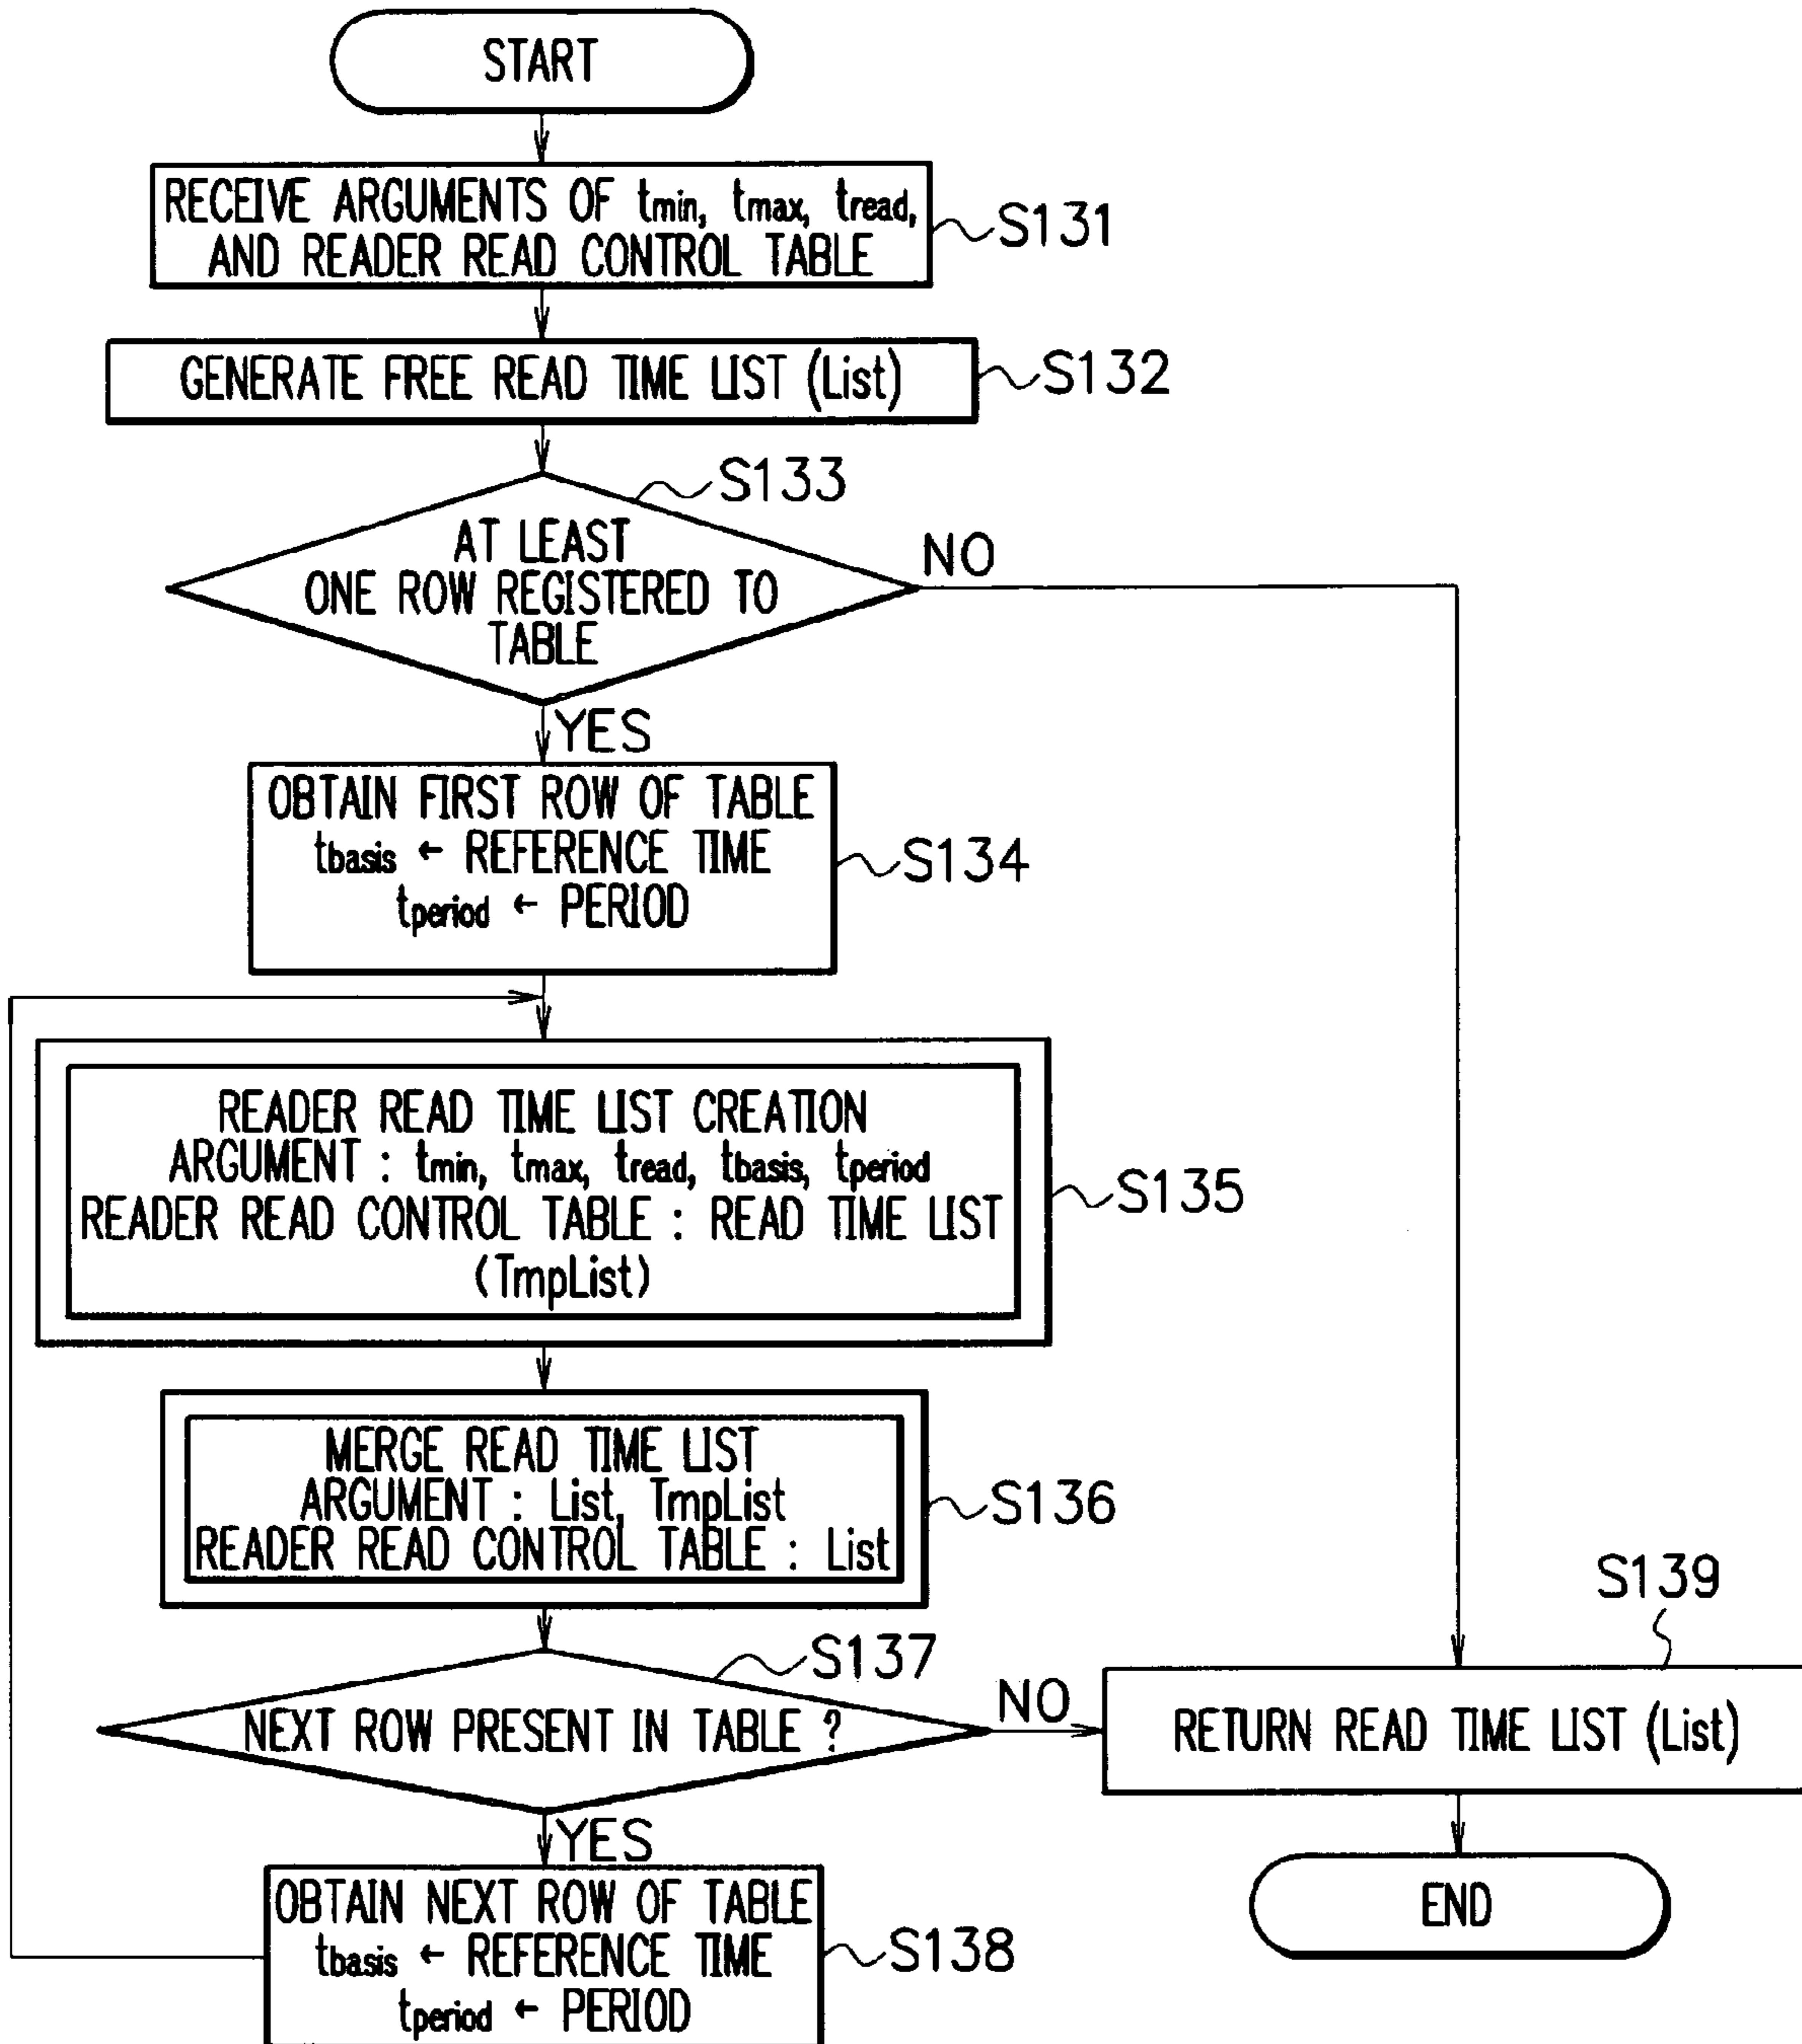 START
RECEIVE ARGUMENTS OF tmin, tmax, tread,
AND READER READ CONTROL TABLE
S131
GENERATE FREE READ TIME LIST (List)
S132
S133
AT LEAST
ONE ROW REGISTERED TO
TABLE
NO
YES
OBTAIN FIRST ROW OF TABLE
tbasis ← REFERENCE TIME
tperiod ← PERIOD
S134
READER READ TIME LIST CREATION
ARGUMENT : tmin, tmax, tread, tbasis, tperiod
READER READ CONTROL TABLE : READ TIME LIST
(TmpList)
S135
MERGE READ TIME LIST
ARGUMENT : List, TmpList
READER READ CONTROL TABLE : List
S136
S137
NEXT ROW PRESENT IN TABLE ?
NO
YES
OBTAIN NEXT ROW OF TABLE
tbasis ← REFERENCE TIME
tperiod ← PERIOD
S138
S139
RETURN READ TIME LIST (List)
END